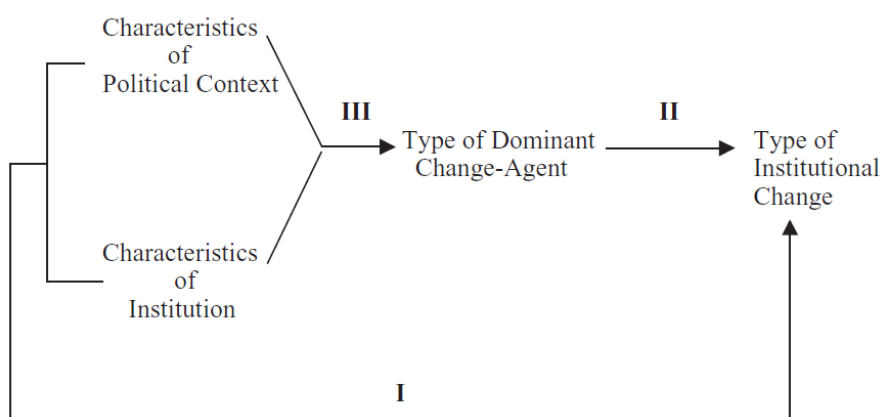 Characteristics
of
Political Context
III
II
Type of Dominant
Change-Agent
Type of
Institutional
Change
Characteristics
of
Institution
I